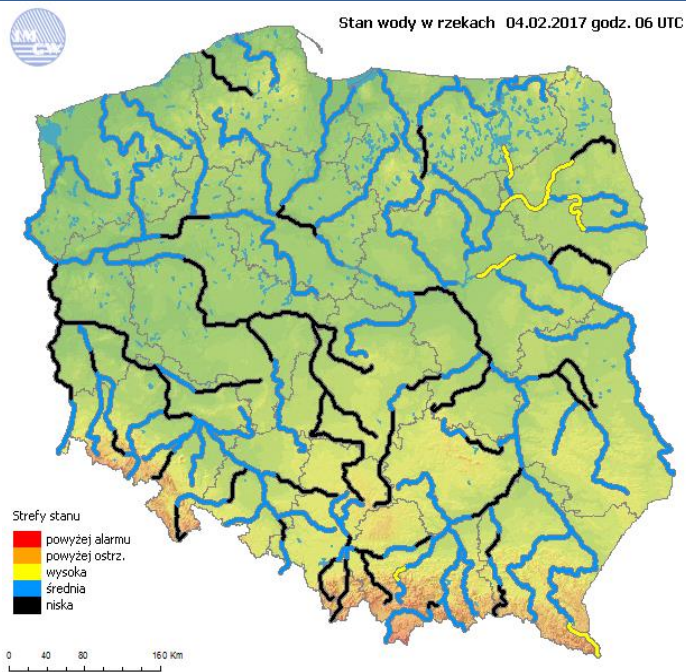 Stan wody w rzekach 04.02.2017 godz. 06 UTC
IMGW
Strefy stanu
powyżej alarmu
powyżej ostrz.
wysoka
średnia
niska
0 40 80 160 Km